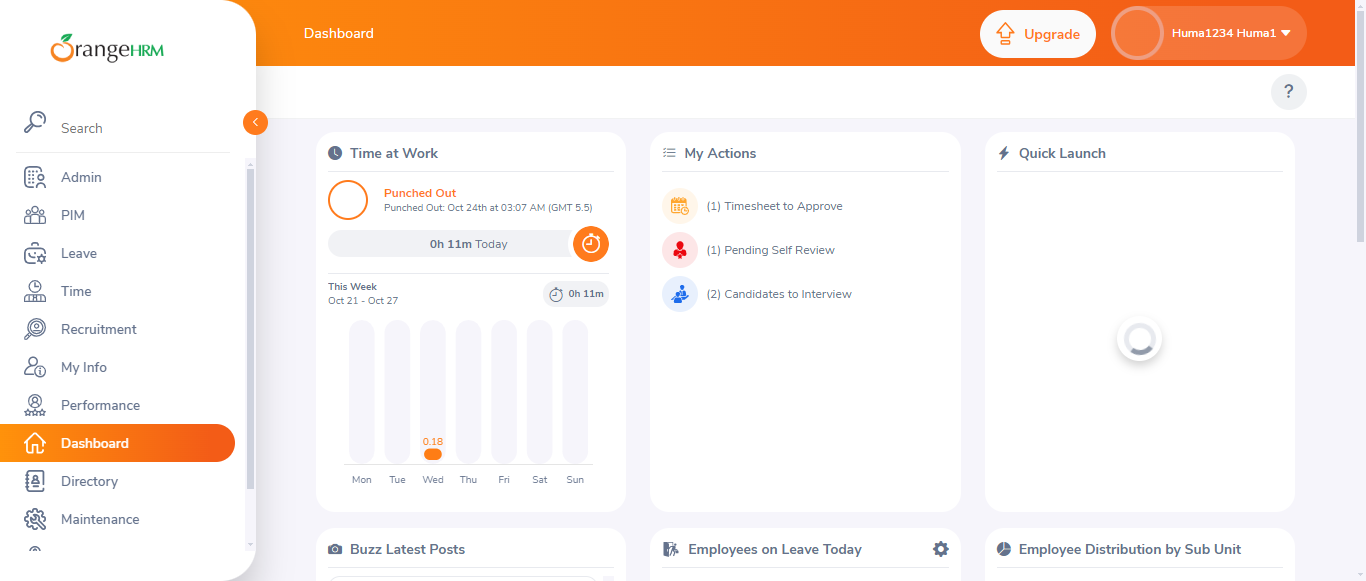 OrangeHRM
Search
Admin
PIM
Leave
Time
Recruitment
My Info
Performance
Dashboard
Directory
Maintenance
Dashboard
Upgrade
Huma1234 Huma1
?
Time at Work
Punched Out
Punched Out: Oct 24th at 03:07 AM (GMT 5.5)
0h 11m Today
This Week
Oct 21 - Oct 27
0h 11m
0.18
Mon Tue Wed Thu Fri Sat Sun
My Actions
(1) Timesheet to Approve
(1) Pending Self Review
(2) Candidates to Interview
Quick Launch
Buzz Latest Posts
Employees on Leave Today
Employee Distribution by Sub Unit